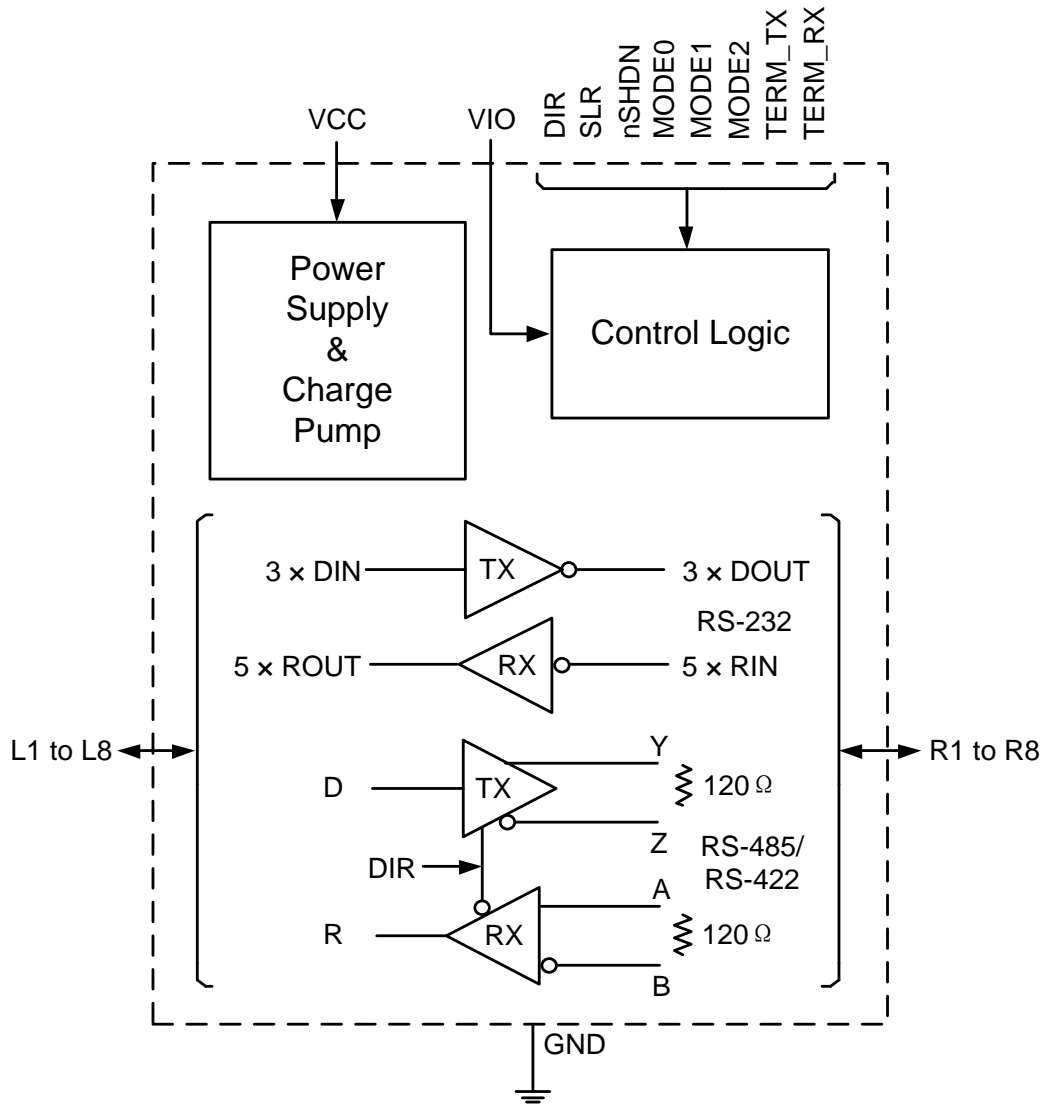 DIR
SLR
nSHDN
MODE0
MODE1
MODE2
TERM_TX
TERM_RX
VCC
VIO
Power
Supply
&
Charge
Pump
Control Logic
3 × DIN
TX
3 × DOUT
RS-232
5 × ROUT
RX
5 × RIN
L1 to L8
R1 to R8
D
TX
Y
120 Ω
Z
RS-485/
RS-422
DIR
A
R
RX
120 Ω
B
GND